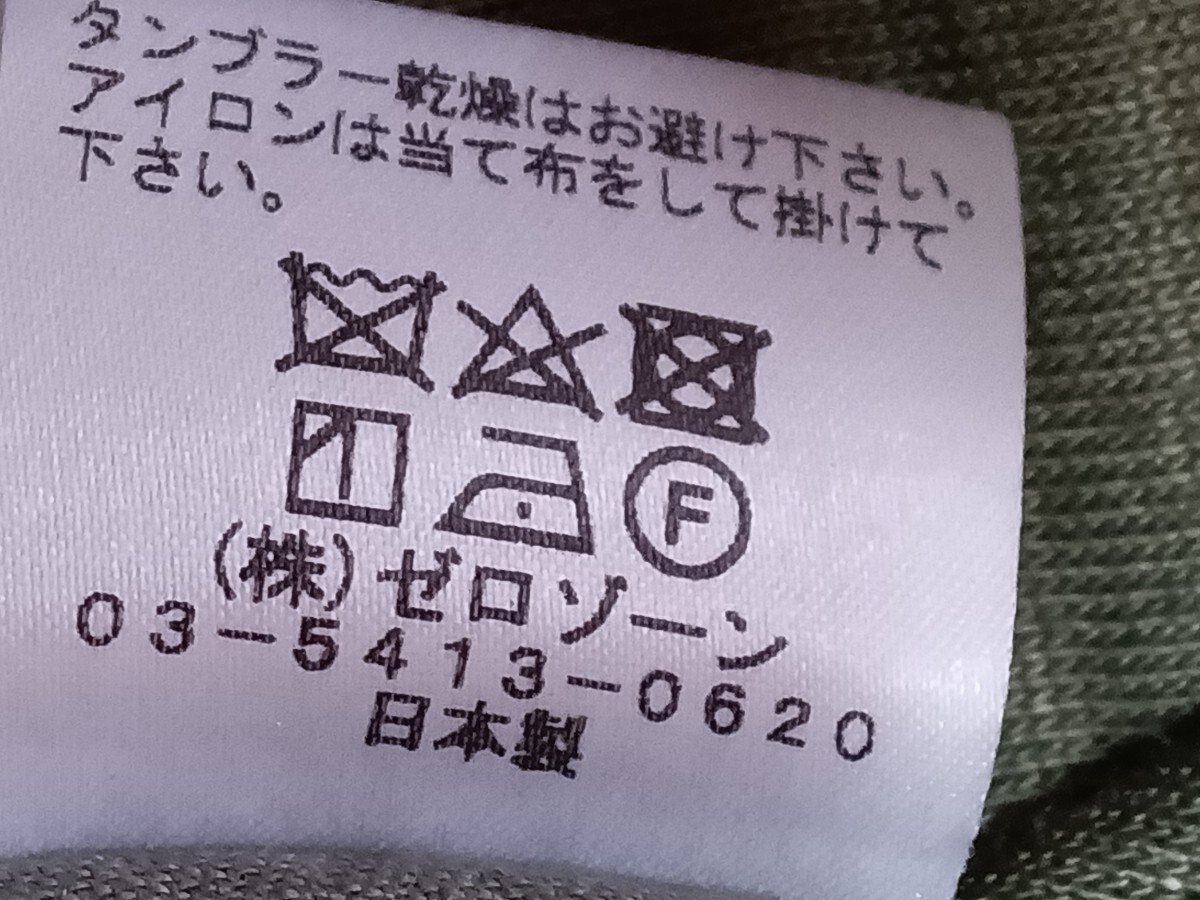 タンブラー乾燥はお避け下さい。
アイロンは当て布をして掛けて
下さい。
F
(株)ゼロゾーン
03-5413-0620
日本製